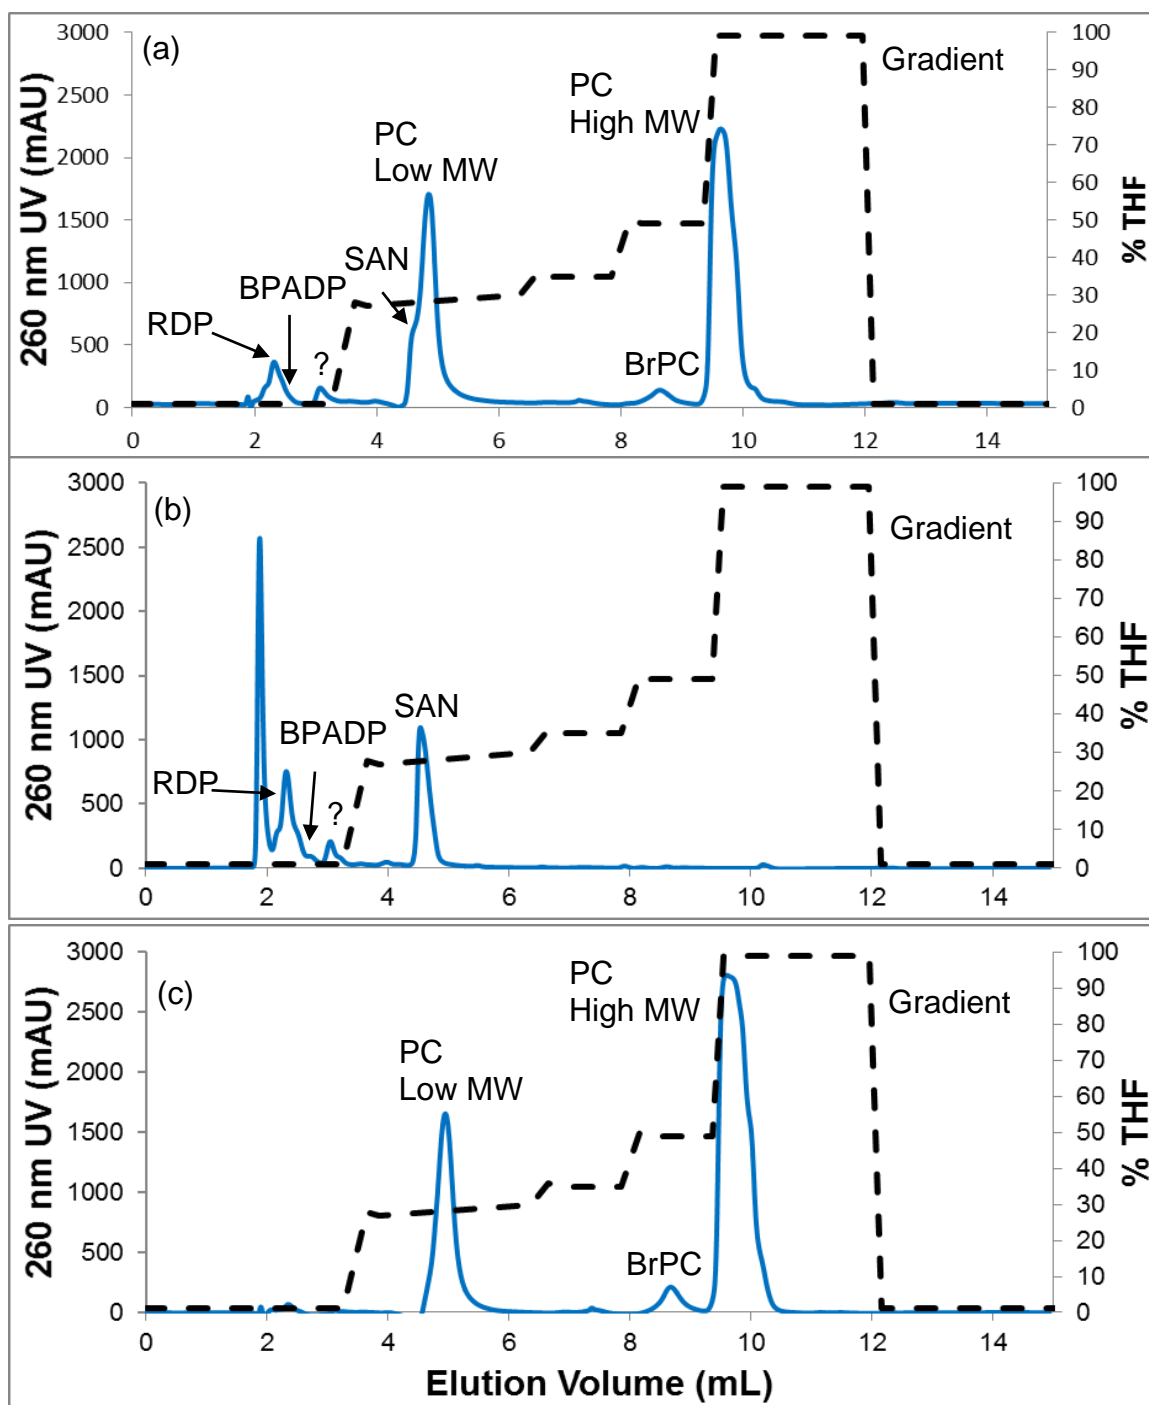 (a)
260 nm UV (mAU)
3000
2500
2000
1500
1000
500
0
RDP
BPADP
?
SAN
PC
Low MW
PC
High MW
BrPC
Gradient
100
90
80
70
60
50
40
30
20
10
0
% THF
0 2 4 6 8 10 12 14
(b)
260 nm UV (mAU)
3000
2500
2000
1500
1000
500
0
RDP
BPADP
?
SAN
Gradient
100
90
80
70
60
50
40
30
20
10
0
% THF
0 2 4 6 8 10 12 14
(c)
260 nm UV (mAU)
3000
2500
2000
1500
1000
500
0
PC
Low MW
PC
High MW
BrPC
Gradient
100
90
80
70
60
50
40
30
20
10
0
% THF
0 2 4 6 8 10 12 14
Elution Volume (mL)